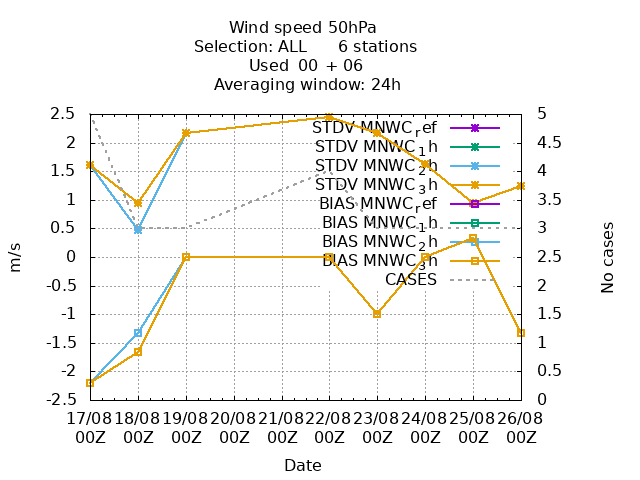 Wind speed 50hPa
Selection: ALL 6 stations
Used 00 + 06
Averaging window: 24h
2.5
2
1.5
1
0.5
0
-0.5
-1
-1.5
-2
-2.5
5
4.5
4
3.5
3
2.5
2
1.5
1
0.5
0
m/s
No cases
STDV MNWC_ref
STDV MNWC_1h
STDV MNWC_2h
STDV MNWC_3h
BIAS MNWC_ref
BIAS MNWC_1h
BIAS MNWC_2h
BIAS MNWC_3h
CASES
17/08 18/08 19/08 20/08 21/08 22/08 23/08 24/08 25/08 26/08
00Z 00Z 00Z 00Z 00Z 00Z 00Z 00Z 00Z 00Z
Date